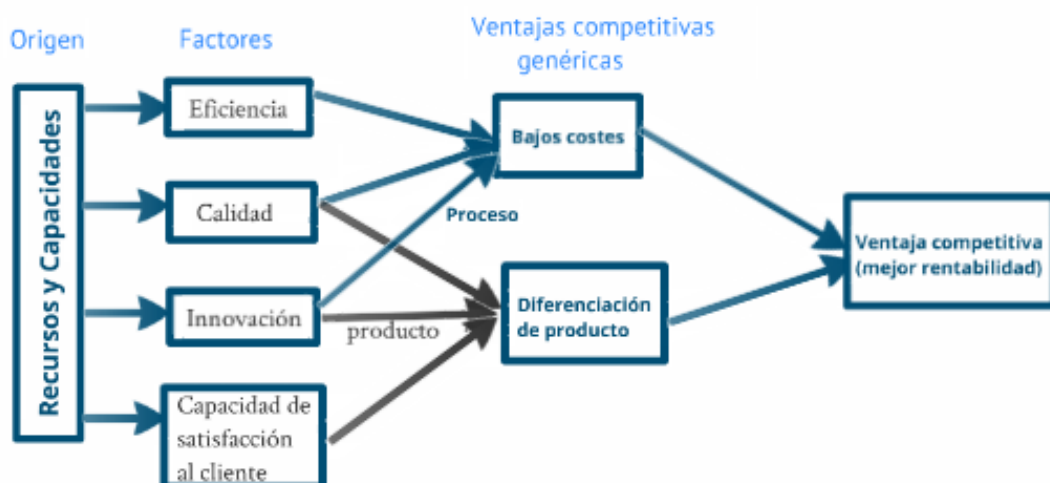 Origen
Factores
Ventajas competitivas
genéricas
Recursos y Capacidades
Eficiencia
Calidad
Innovación
Capacidad de
satisfacción
al cliente
Proceso
producto
Bajos costes
Diferenciación
de producto
Ventaja competitiva
(mejor rentabilidad)